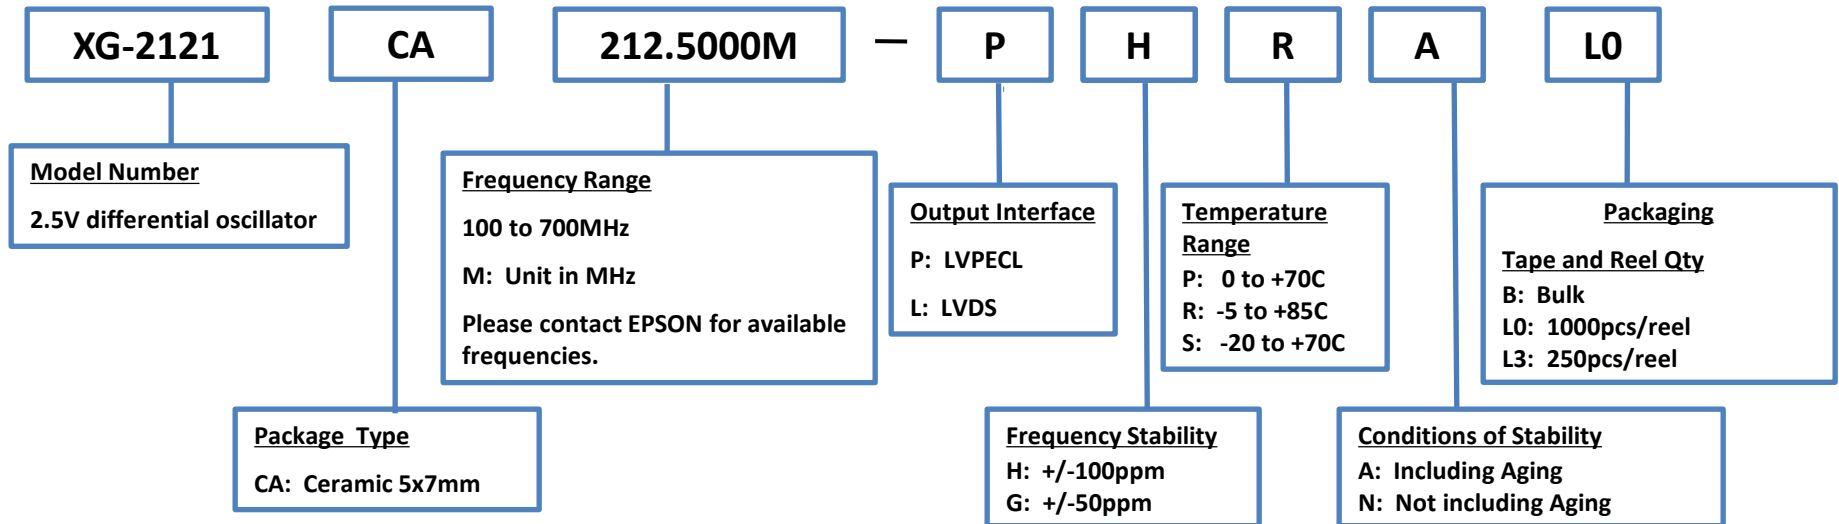 XG-2121 CA 212.5000M — P H R A L0
Model Number
2.5V differential oscillator
Frequency Range
100 to 700MHz
M: Unit in MHz
Please contact EPSON for available
frequencies.
Output Interface
P: LVPECL
L: LVDS
Temperature
Range
P: 0 to +70C
R: -5 to +85C
S: -20 to +70C
Packaging
Tape and Reel Qty
B: Bulk
L0: 1000pcs/reel
L3: 250pcs/reel
Package Type
CA: Ceramic 5x7mm
Frequency Stability
H: +/-100ppm
G: +/-50ppm
Conditions of Stability
A: Including Aging
N: Not including Aging